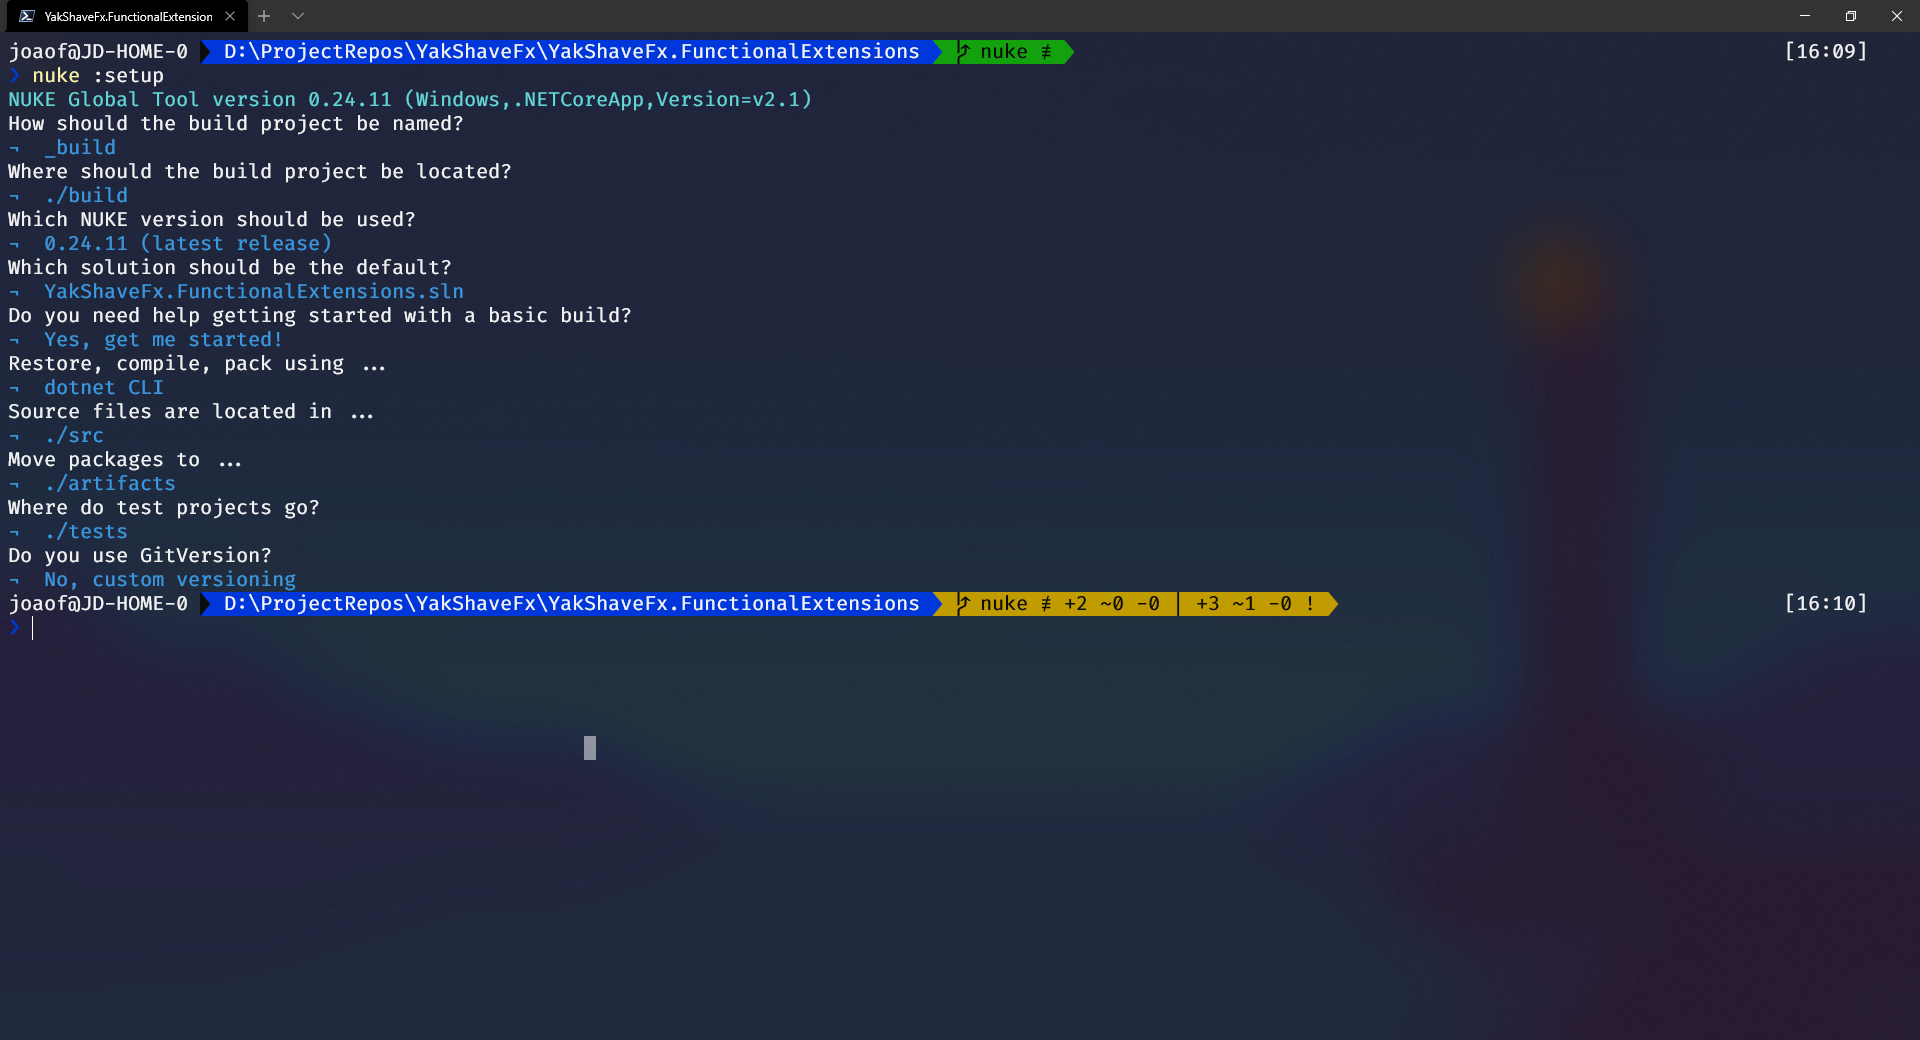 YakShaveFx.FunctionalExtension
joaof@JD-HOME-0 D:\ProjectRepos\YakShaveFx\YakShaveFx.FunctionalExtensions nuke ≢ [16:09]
❯ nuke :setup
NUKE Global Tool version 0.24.11 (Windows,.NETCoreApp,Version=v2.1)
How should the build project be named?
¬ _build
Where should the build project be located?
¬ ./build
Which NUKE version should be used?
¬ 0.24.11 (latest release)
Which solution should be the default?
¬ YakShaveFx.FunctionalExtensions.sln
Do you need help getting started with a basic build?
¬ Yes, get me started!
Restore, compile, pack using ...
¬ dotnet CLI
Source files are located in ...
¬ ./src
Move packages to ...
¬ ./artifacts
Where do test projects go?
¬ ./tests
Do you use GitVersion?
¬ No, custom versioning
joaof@JD-HOME-0 D:\ProjectRepos\YakShaveFx\YakShaveFx.FunctionalExtensions nuke ≢ +2 ~0 -0 | +3 ~1 -0 ! [16:10]
❯